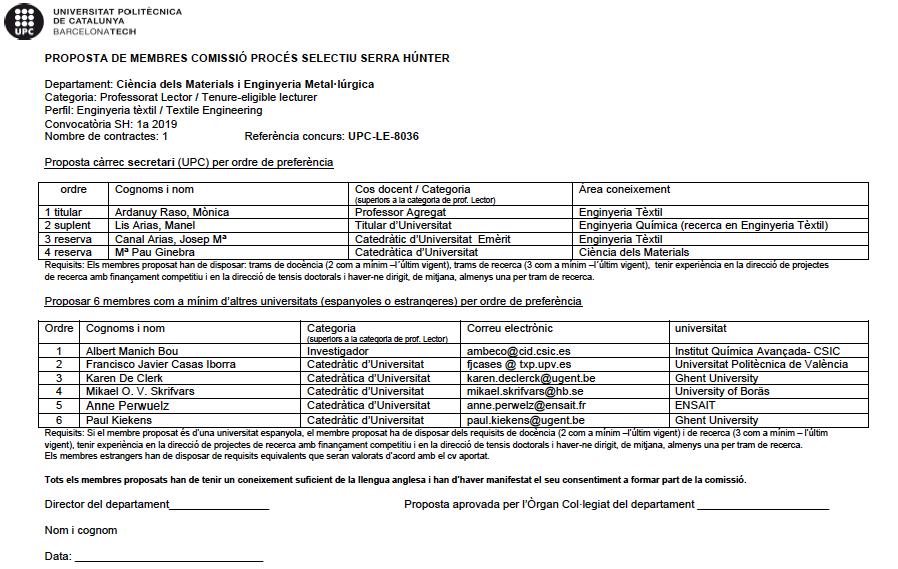 UNIVERSITAT POLITÈCNICA
DE CATALUNYA
BARCELONATECH
UPC
PROPOSTA DE MEMBRES COMISSIÓ PROCÉS SELECTIU SERRA HÚNTER
Departament: Ciència dels Materials i Enginyeria Metal·lúrgica
Categoria: Professorat Lector / Tenure-eligible lecturer
Perfil: Enginyeria tèxtil / Textile Engineering
Convocatòria SH: 1a 2019
Nombre de contractes: 1 Referència concurs: UPC-LE-8036
Proposta càrrec secretari (UPC) per ordre de preferència
ordre Cognoms i nom Cos docent / Categoria Àrea coneixement
(superiors a la categoria de prof. Lector)
1 titular Ardanuy Raso, Mònica Professor Agregat Enginyeria Tèxtil
2 suplent Lis Arias, Manel Titular d'Universitat Enginyeria Química (recerca en Enginyeria Tèxtil)
3 reserva Canal Arias, Josep Mª Catedràtic d'Universitat Emèrit Enginyeria Tèxtil
4 reserva Mª Pau Ginebra Catedràtica d'Universitat Ciència dels Materials
Requisits: Els membres proposat han de disposar: trams de docència (2 com a mínim –l´últim vigent), trams de recerca (3 com a mínim –l´últim vigent), tenir experiència en la direcció de projectes
de recerca amb finançament competitiu i en la direcció de tensis doctorals i haver-ne dirigit, de mitjana, almenys una per tram de recerca.
Proposar 6 membres com a mínim d'altres universitats (espanyoles o estrangeres) per ordre de preferència
Ordre Cognoms i nom Categoria Correu electrònic universitat
(superiors a la categoria de prof. Lector)
1 Albert Manich Bou Investigador ambeco@cid.csic.es Institut Química Avançada- CSIC
2 Francisco Javier Casas Iborra Catedràtic d'Universitat fjcases @ txp.upv.es Universitat Politècnica de València
3 Karen De Clerk Catedràtica d'Universitat karen.declerck@ugent.be Ghent University
4 Mikael O. V. Skrifvars Catedràtic d'Universitat mikael.skrifvars@hb.se University of Boräs
5 Anne Perwuelz Catedràtica d'Universitat anne.perwelz@ensait.fr ENSAIT
6 Paul Kiekens Catedràtic d'Universitat paul.kiekens@ugent.be Ghent University
Requisits: Si el membre proposat és d'una universitat espanyola, el membre proposat ha de disposar dels requisits de docència (2 com a mínim –l'últim vigent) i de recerca (3 com a mínim – l'últim
vigent), tenir experiència en la direcció de projectes de recerca amb finançament competitiu i en la direcció de tensis doctorals i haver-ne dirigit, de mitjana, almenys una per tram de recerca.
Els membres estrangers han de disposar de requisits equivalents que seran valorats d'acord amb el cv aportat.
Tots els membres proposats han de tenir un coneixement suficient de la llengua anglesa i han d'haver manifestat el seu consentiment a formar part de la comissió.
Director del departament_________________ Proposta aprovada per l'Òrgan Col·legiat del departament ______________________
Nom i cognom
Data: ________________________________